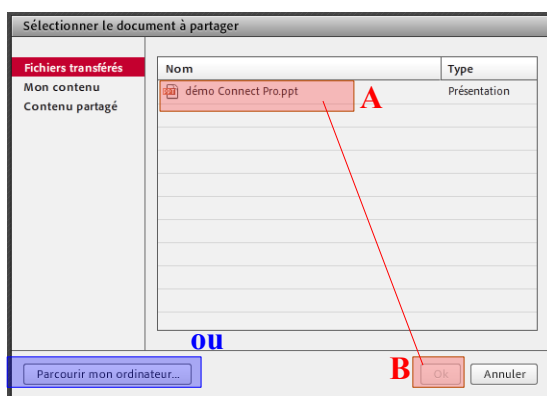 Sélectionner le document à partager
Fichiers transférés
Mon contenu
Contenu partagé
Nom Type
démo Connect Pro.ppt Présentation
A
ou
Parcourir mon ordinateur...
B
Ok Annuler